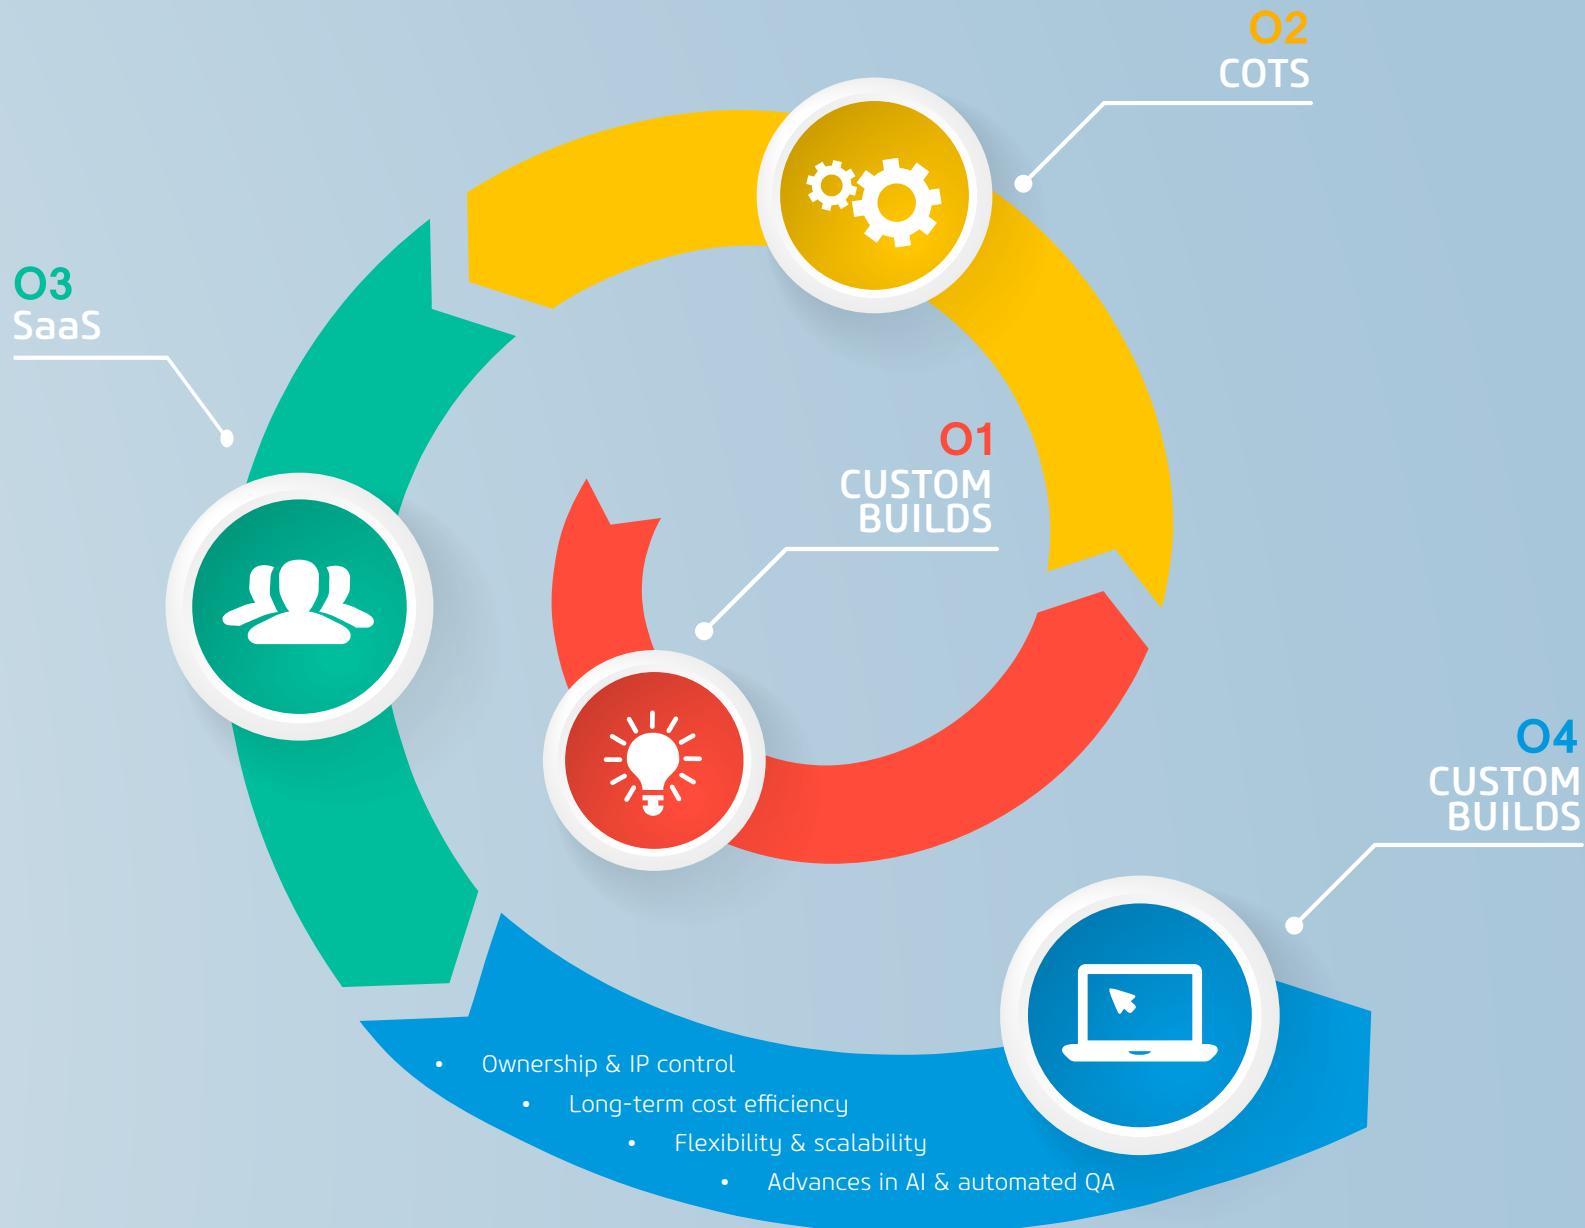 02
COTS
03
SaaS
01
CUSTOM
BUILDS
04
CUSTOM
BUILDS
• Ownership & IP control
• Long-term cost efficiency
• Flexibility & scalability
• Advances in AI & automated QA